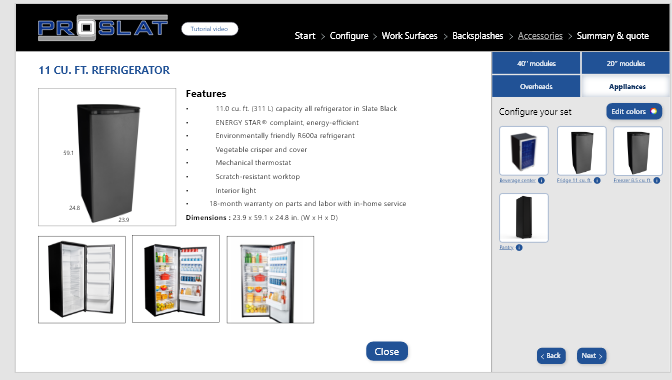 PROSLAT
Tutorial video
Start > Configure > Work Surfaces > Backsplashes > Accessories > Summary & quote
11 CU. FT. REFRIGERATOR
Features
• 11.0 cu. ft. (311 L) capacity all refrigerator in Slate Black
• ENERGY STAR® complaint, energy-efficient
• Environmentally friendly R600a refrigerant
• Vegetable crisper and cover
• Mechanical thermostat
• Scratch-resistant worktop
• Interior light
• 18-month warranty on parts and labor with in-home service
Dimensions : 23.9 x 59.1 x 24.8 in. (W x H x D)
59.1
24.8
23.9
Close
40" modules
20" modules
Overheads
Appliances
Configure your set
Edit colors
Beverage center
Fridge 11 cu. ft.
Freezer 8.5 cu. ft.
Pantry
< Back
Next >